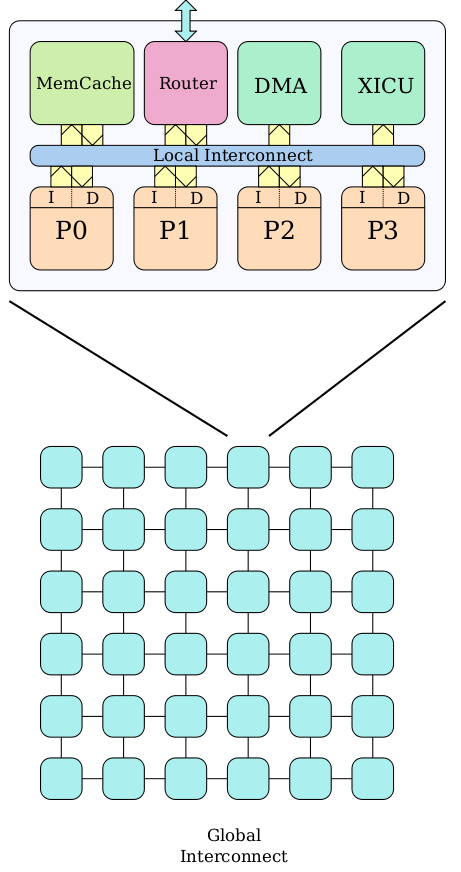 MemCache Router DMA XICU
Local Interconnect
I D I D I D I D
P0 P1 P2 P3
Global
Interconnect